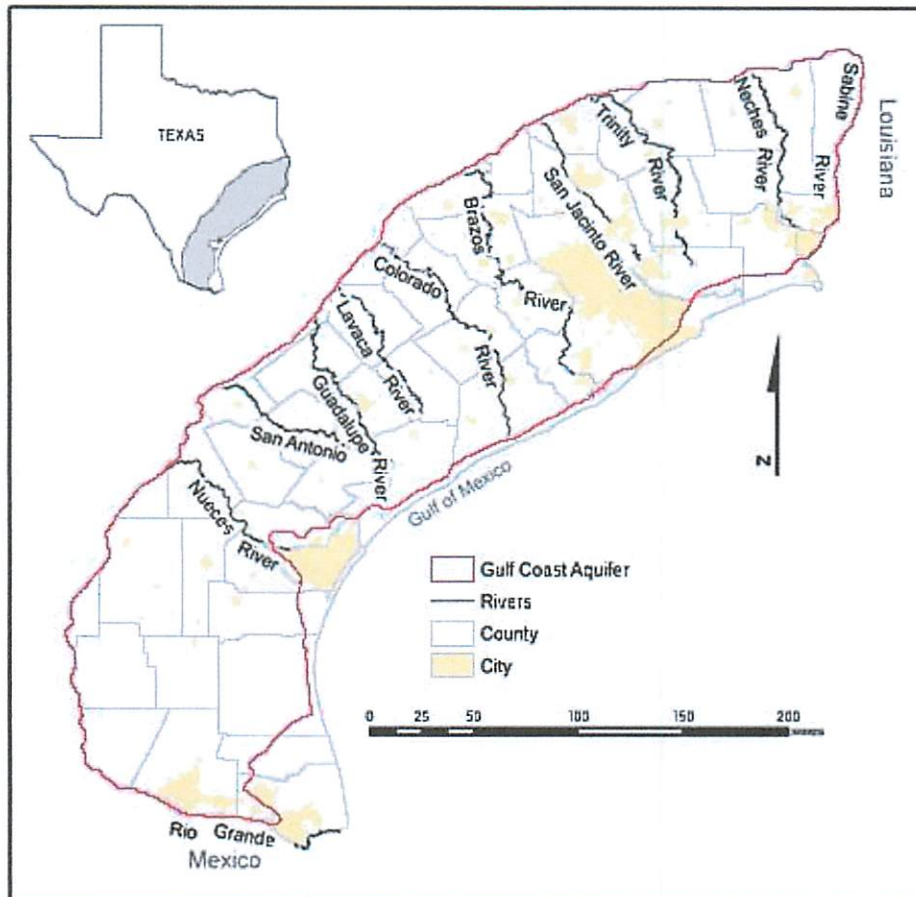 TEXAS
Louisiana
Sabine
River
Neches River
Trinity
River
San Jacinto River
Brazos
River
Colorado
River
Lavaca
River
Guadalupe
River
San Antonio
Nueces
River
Gulf of Mexico
N
Gulf Coast Aquifer
Rivers
County
City
0 25 50 100 150 200
Rio Grande
Mexico